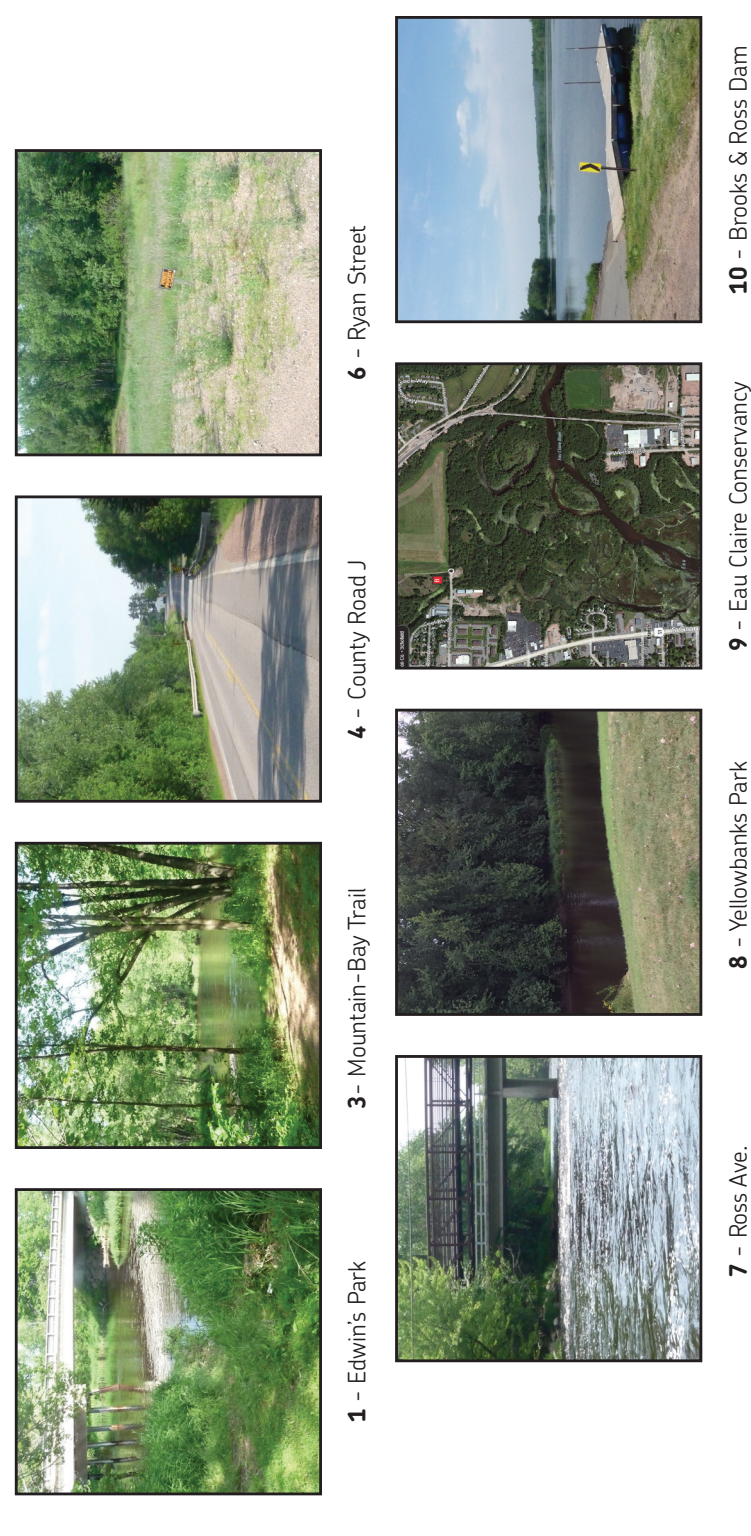 1 - Edwin's Park
3- Mountain-Bay Trail
4 - County Road J
6 - Ryan Street
7 - Ross Ave.
8 - Yellowbanks Park
9 - Eau Claire Conservancy
10 - Brooks & Ross Dam